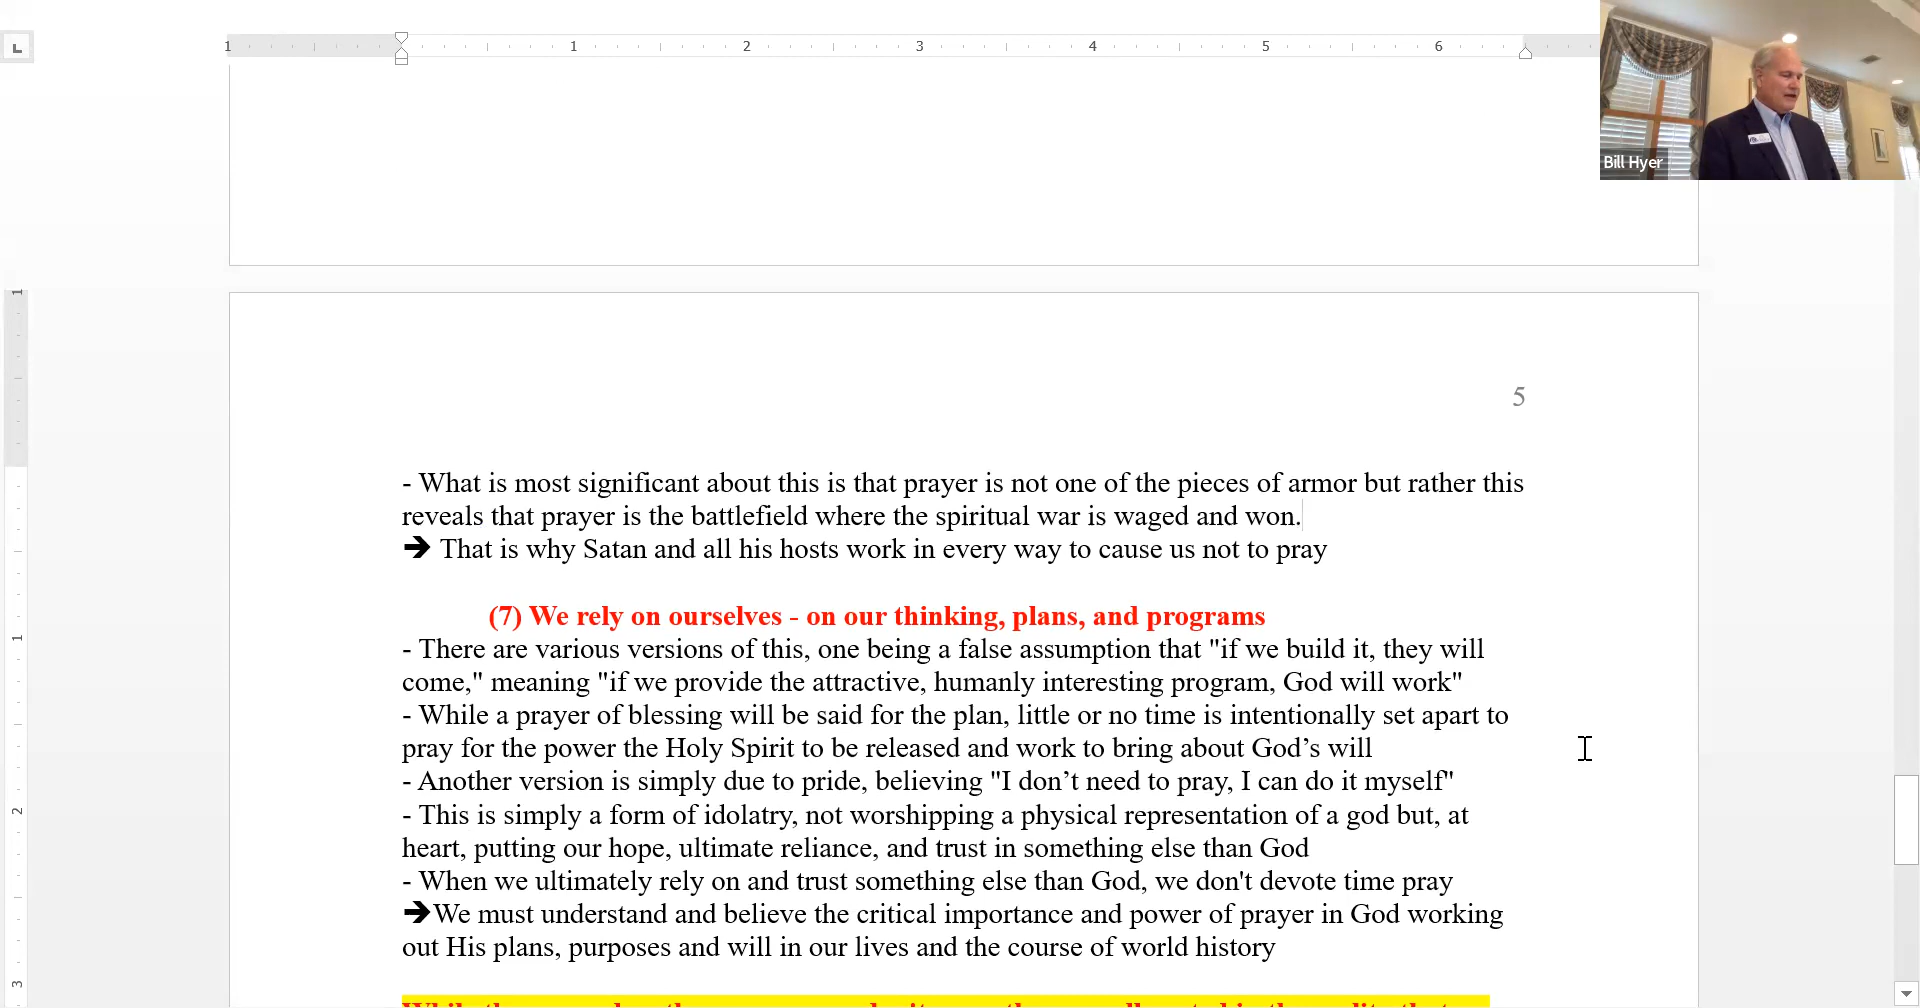 1 1 2 3 4 5 6
Bill Hyer
5
- What is most significant about this is that prayer is not one of the pieces of armor but rather this
reveals that prayer is the battlefield where the spiritual war is waged and won.
➔ That is why Satan and all his hosts work in every way to cause us not to pray
(7) We rely on ourselves - on our thinking, plans, and programs
- There are various versions of this, one being a false assumption that "if we build it, they will
come," meaning "if we provide the attractive, humanly interesting program, God will work"
- While a prayer of blessing will be said for the plan, little or no time is intentionally set apart to
pray for the power the Holy Spirit to be released and work to bring about God’s will
- Another version is simply due to pride, believing "I don’t need to pray, I can do it myself"
- This is simply a form of idolatry, not worshipping a physical representation of a god but, at
heart, putting our hope, ultimate reliance, and trust in something else than God
- When we ultimately rely on and trust something else than God, we don't devote time pray
➔We must understand and believe the critical importance and power of prayer in God working
out His plans, purposes and will in our lives and the course of world history
1
1
2
3